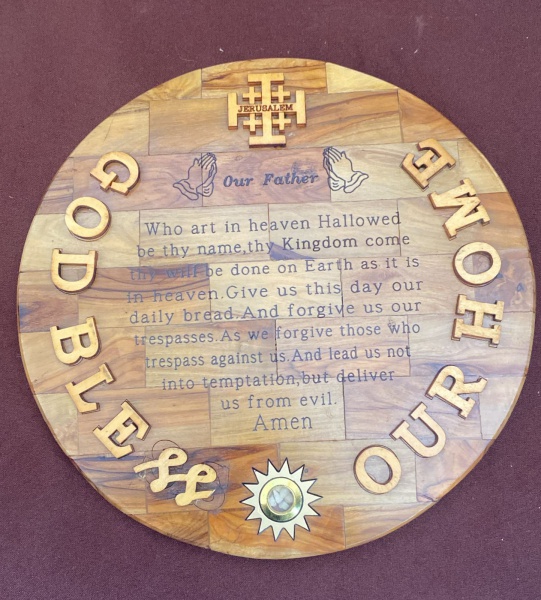 JERUSALEM
Our Father
Who art in heaven Hallowed
be thy name,thy Kingdom come
thy will be done on Earth as it is
in heaven.Give us this day our
daily bread.And forgive us our
trespasses.As we forgive those who
trespass against us.And lead us not
into temptation,but deliver
us from evil.
Amen
GOD BLESS
OUR HOME